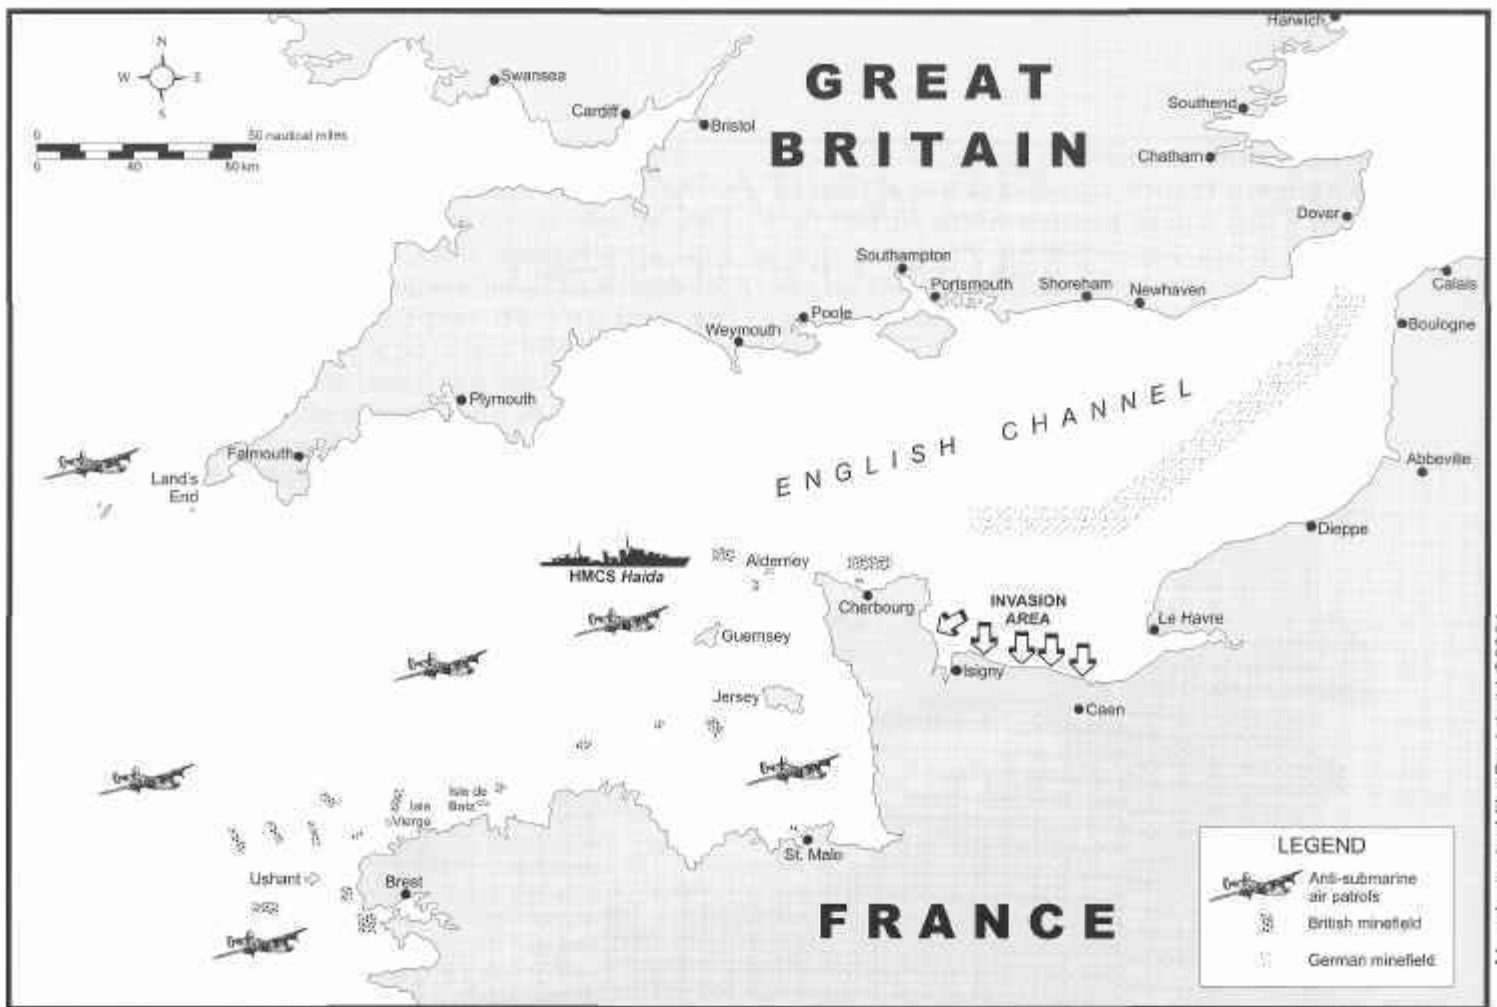 N
W E
S
0 50 nautical miles
0 40 80 km
Swansea
Cardiff
Bristol
GREAT
BRITAIN
Harwich
Southend
Chatham
Dover
Southampton
Portsmouth
Shoreham
Newhaven
Poole
Weymouth
Plymouth
Falmouth
Land's
End
Calais
Boulogne
Abbeville
Dieppe
ENGLISH CHANNEL
HMCS Haida
Alderney
Cherbourg
INVASION
AREA
Le Havre
Guernsey
Isigny
Jersey
Caen
Isle de
Batz
Isle
Vierge
St. Malo
Ushant
Brest
FRANCE
LEGEND
Anti-submarine
air patrols
British minefield
German minefield